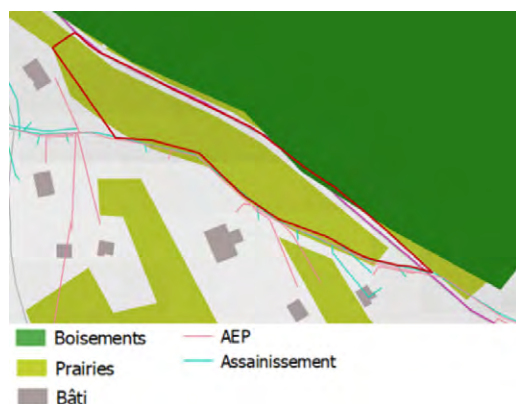 Boisements
AEP
Prairies
Assainissement
Bâti